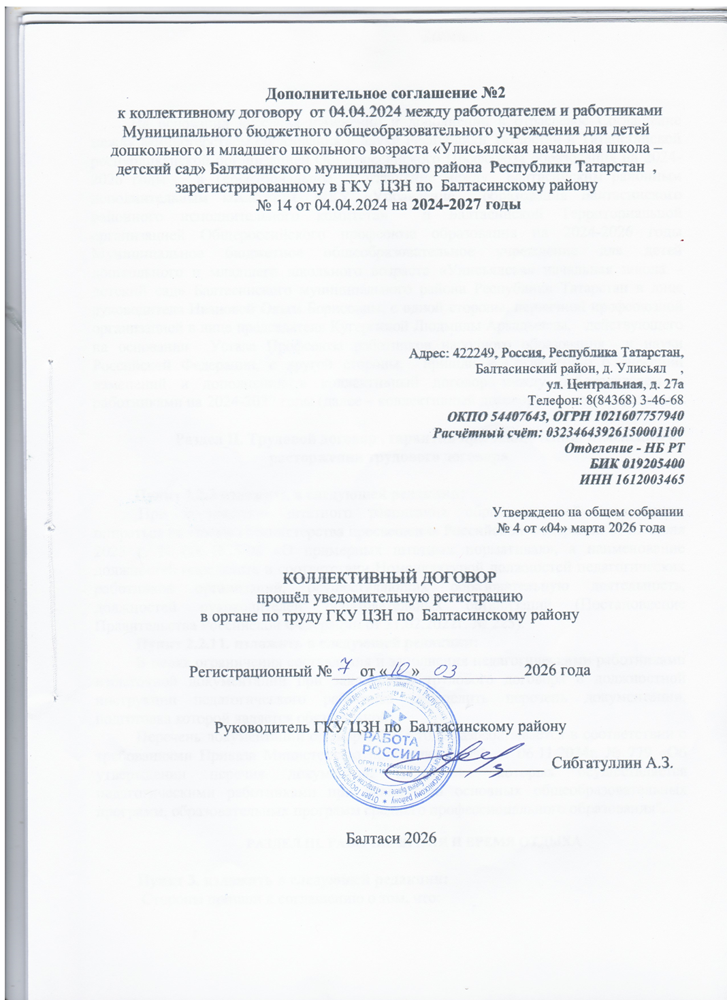 Дополнительное соглашение №2
к коллективному договору от 04.04.2024 между работодателем и работниками
Муниципального бюджетного общеобразовательного учреждения для детей
дошкольного и младшего школьного возраста «Улисьялская начальная школа –
детский сад» Балтасинского муниципального района Республики Татарстан ,
зарегистрированному в ГКУ ЦЗН по Балтасинскому району
№ 14 от 04.04.2024 на 2024-2027 годы
Адрес: 422249, Россия, Республика Татарстан,
Балтасинский район, д. Улисьял ,
ул. Центральная, д. 27а
Телефон: 8(84368) 3-46-68
ОКПО 54407643, ОГРН 1021607757940
Расчётный счёт: 03234643926150001100
Отделение - НБ РТ
БИК 019205400
ИНН 1612003465
Утверждено на общем собрании
№ 4 от «04» марта 2026 года
КОЛЛЕКТИВНЫЙ ДОГОВОР
прошёл уведомительную регистрацию
в органе по труду ГКУ ЦЗН по Балтасинскому району
Регистрационный № 7 от «10» 03 2026 года
Руководитель ГКУ ЦЗН по Балтасинскому району
РАБОТА
РОССИИ
Сибгатуллин А.З.
Балтаси 2026